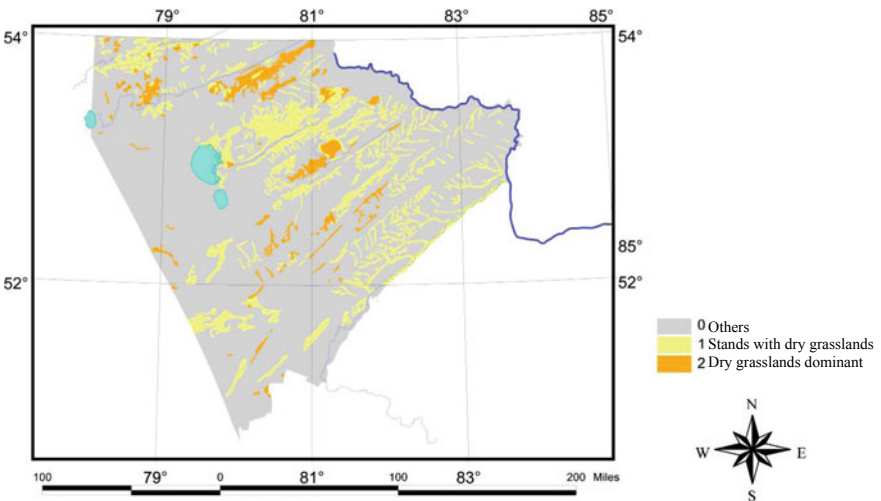 79° 81° 83° 85°
54° 54°
85°
52° 52°
0 Others
1 Stands with dry grasslands
2 Dry grasslands dominant
N
W E
S
79° 81° 83°
100 0 100 200 Miles